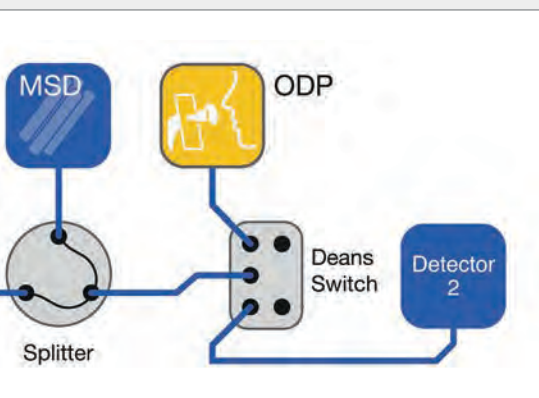 MSD
ODP
Deans
Switch
Detector
2
Splitter